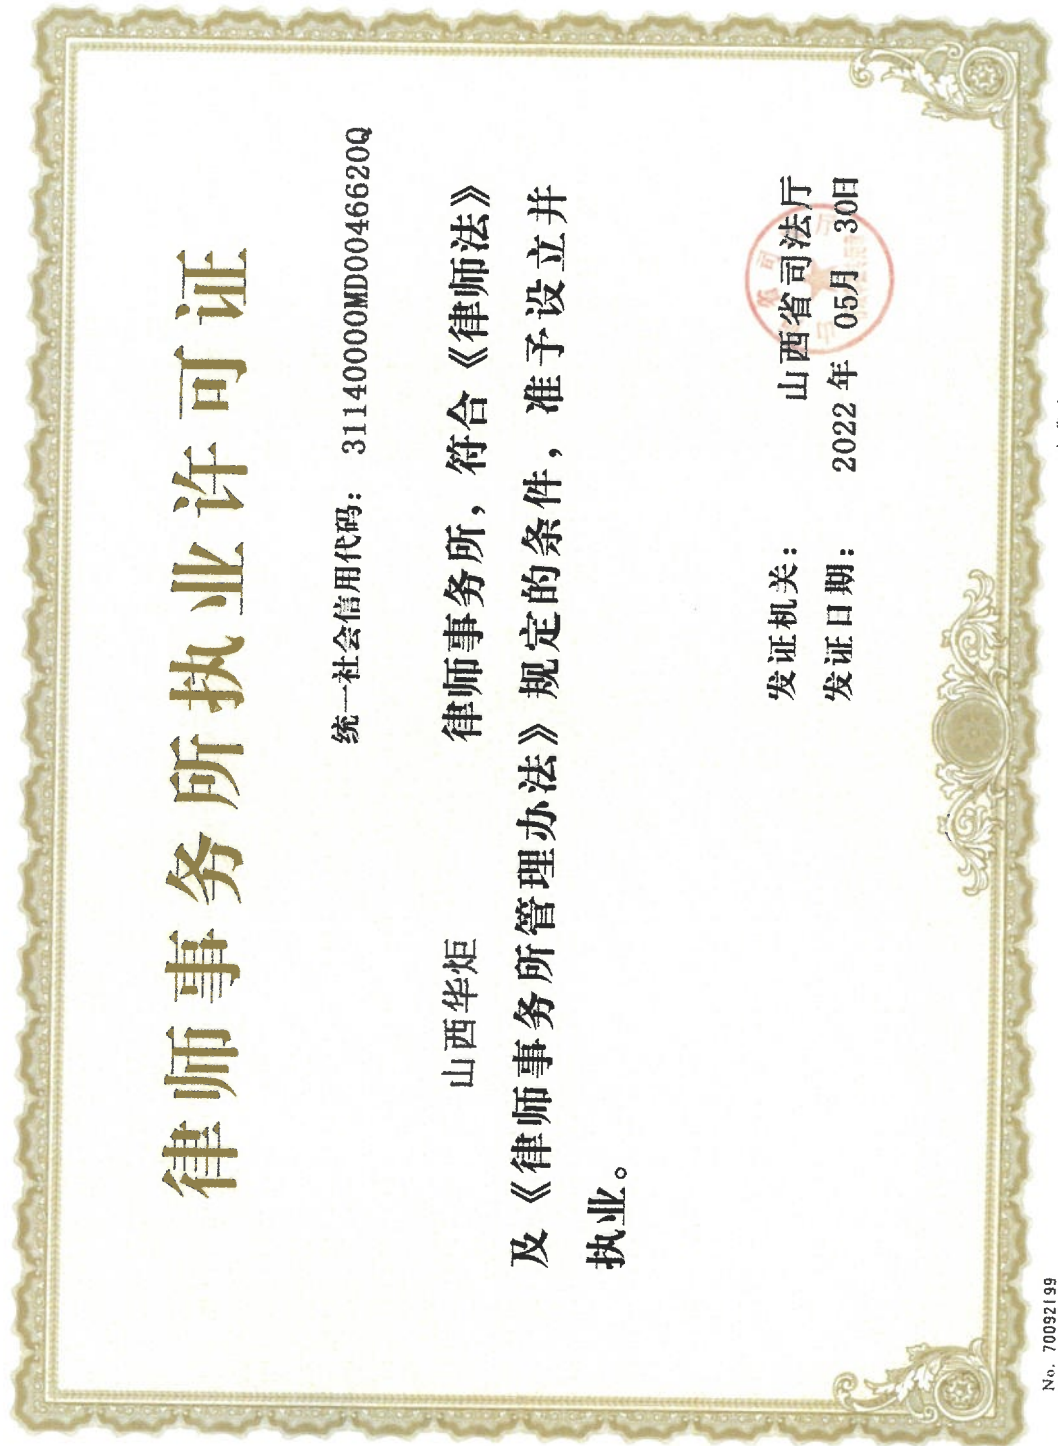 律师事务所执业许可证
统一社会信用代码： 31140000MD0046620Q
山西华炬 律师事务所，符合《律师法》
及《律师事务所管理办法》规定的条件，准予设立并
执业。
发证机关： 山西省司法厅
发证日期： 2022 年 05月 30日
No. 70092199